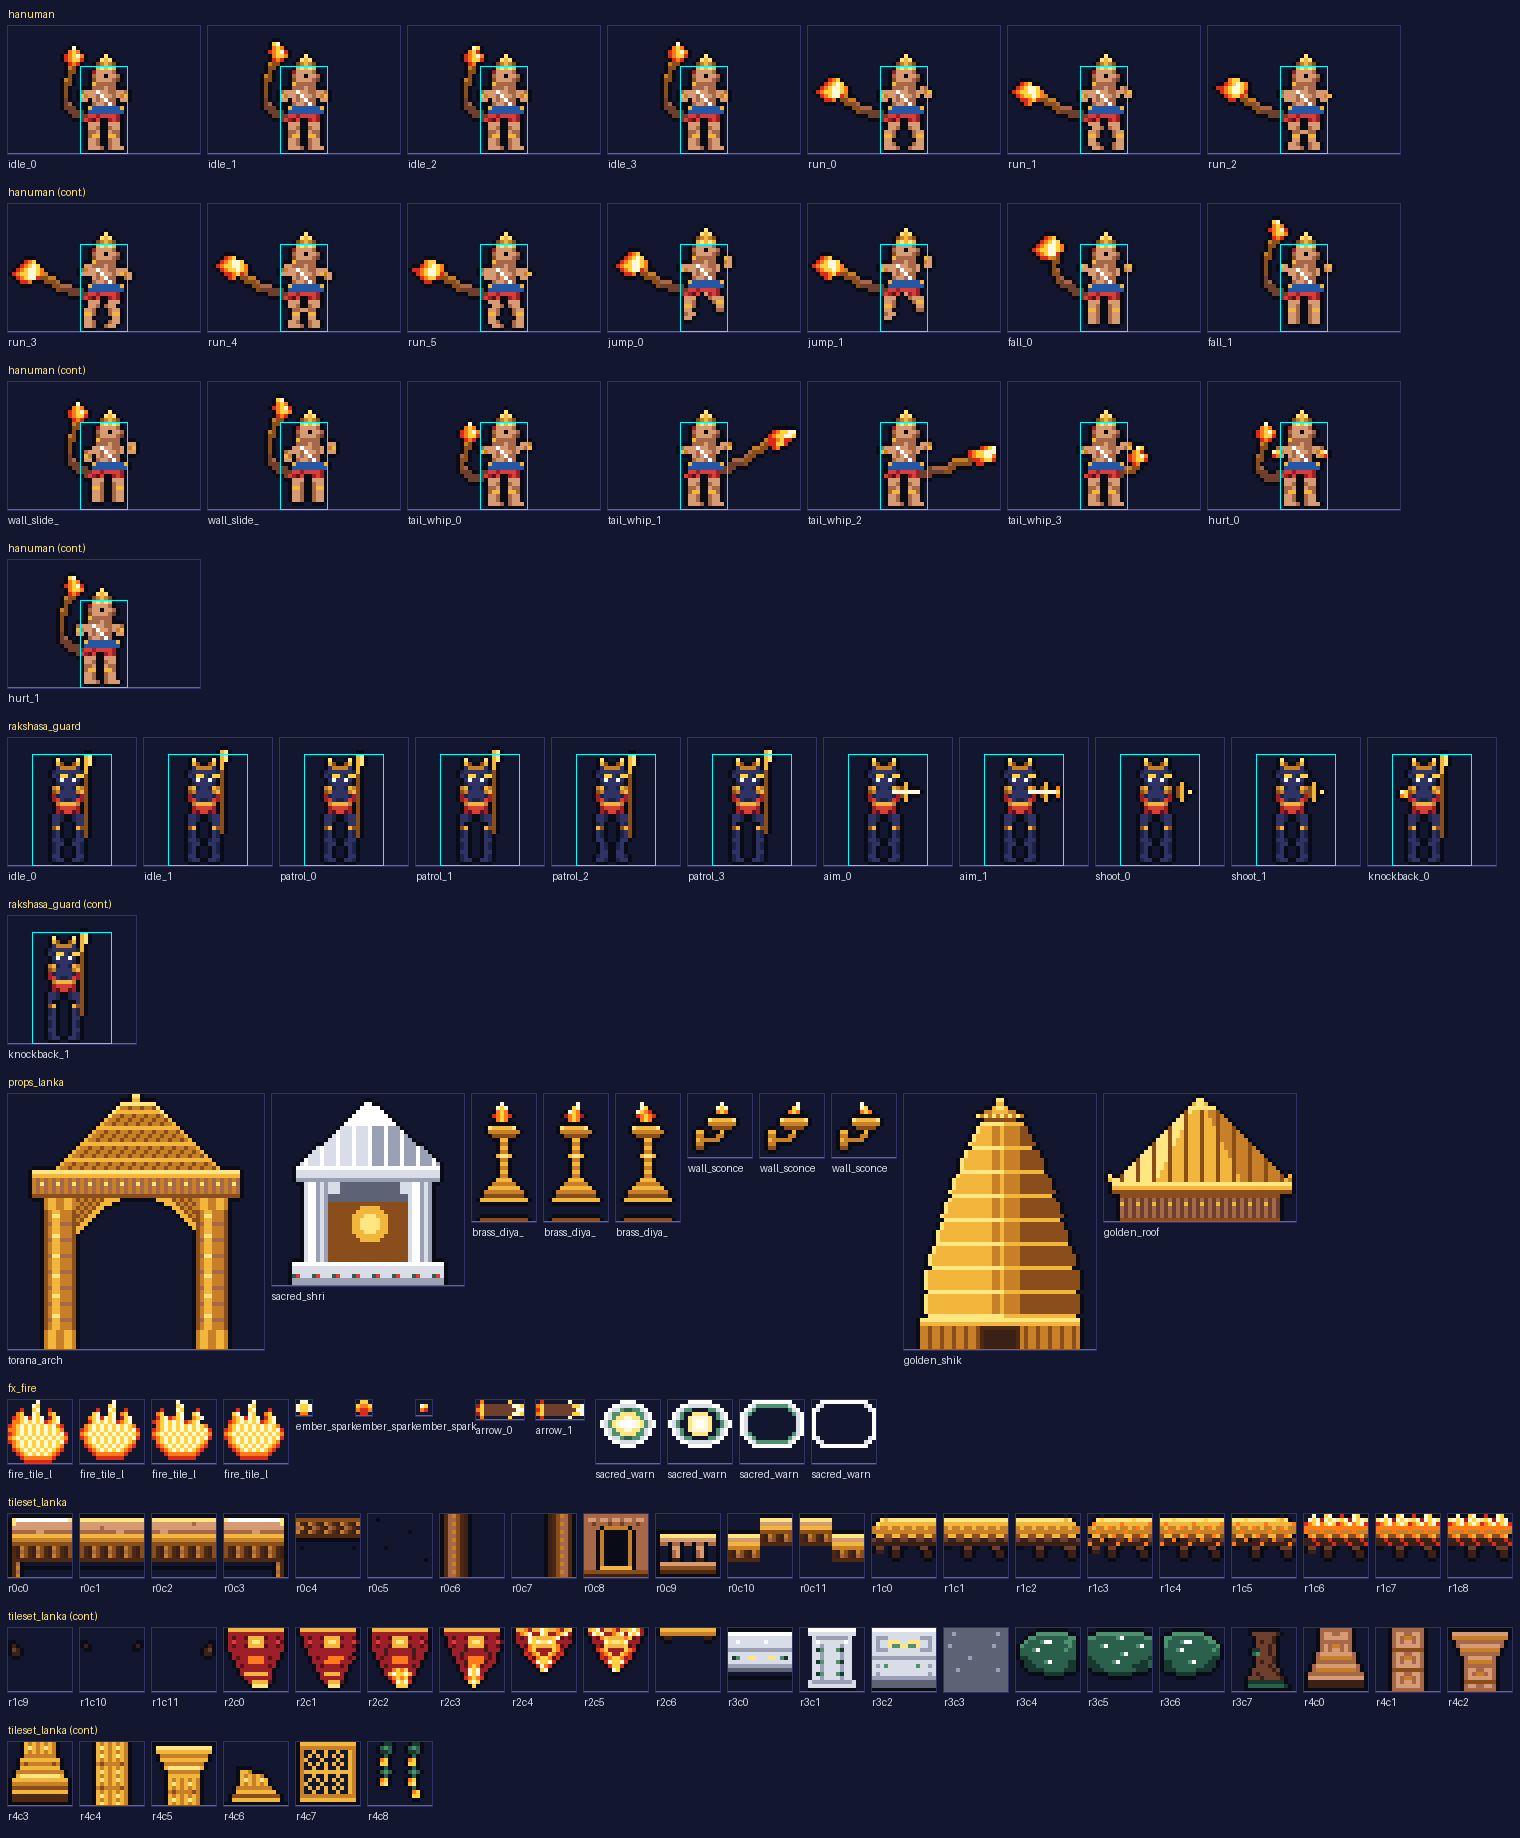 hanuman
idle_0 idle_1 idle_2 idle_3 run_0 run_1 run_2
hanuman (cont.)
run_3 run_4 run_5 jump_0 jump_1 fall_0 fall_1
hanuman (cont.)
wall_slide_ wall_slide_ tail_whip_0 tail_whip_1 tail_whip_2 tail_whip_3 hurt_0
hanuman (cont.)
hurt_1
rakshasa_guard
idle_0 idle_1 patrol_0 patrol_1 patrol_2 patrol_3 aim_0 aim_1 shoot_0 shoot_1 knockback_0
rakshasa_guard (cont.)
knockback_1
props_lanka
wall_sconce wall_sconce wall_sconce
brass_diya_ brass_diya_ brass_diya_ golden_roof
sacred_shri
torana_arch golden_shik
fx_fire
ember_spark ember_spark ember_spark arrow_0 arrow_1
fire_tile_l fire_tile_l fire_tile_l fire_tile_l sacred_warn sacred_warn sacred_warn sacred_warn
tileset_lanka
r0c0 r0c1 r0c2 r0c3 r0c4 r0c5 r0c6 r0c7 r0c8 r0c9 r0c10 r0c11 r1c0 r1c1 r1c2 r1c3 r1c4 r1c5 r1c6 r1c7 r1c8
tileset_lanka (cont.)
r1c9 r1c10 r1c11 r2c0 r2c1 r2c2 r2c3 r2c4 r2c5 r2c6 r3c0 r3c1 r3c2 r3c3 r3c4 r3c5 r3c6 r3c7 r4c0 r4c1 r4c2
tileset_lanka (cont.)
r4c3 r4c4 r4c5 r4c6 r4c7 r4c8